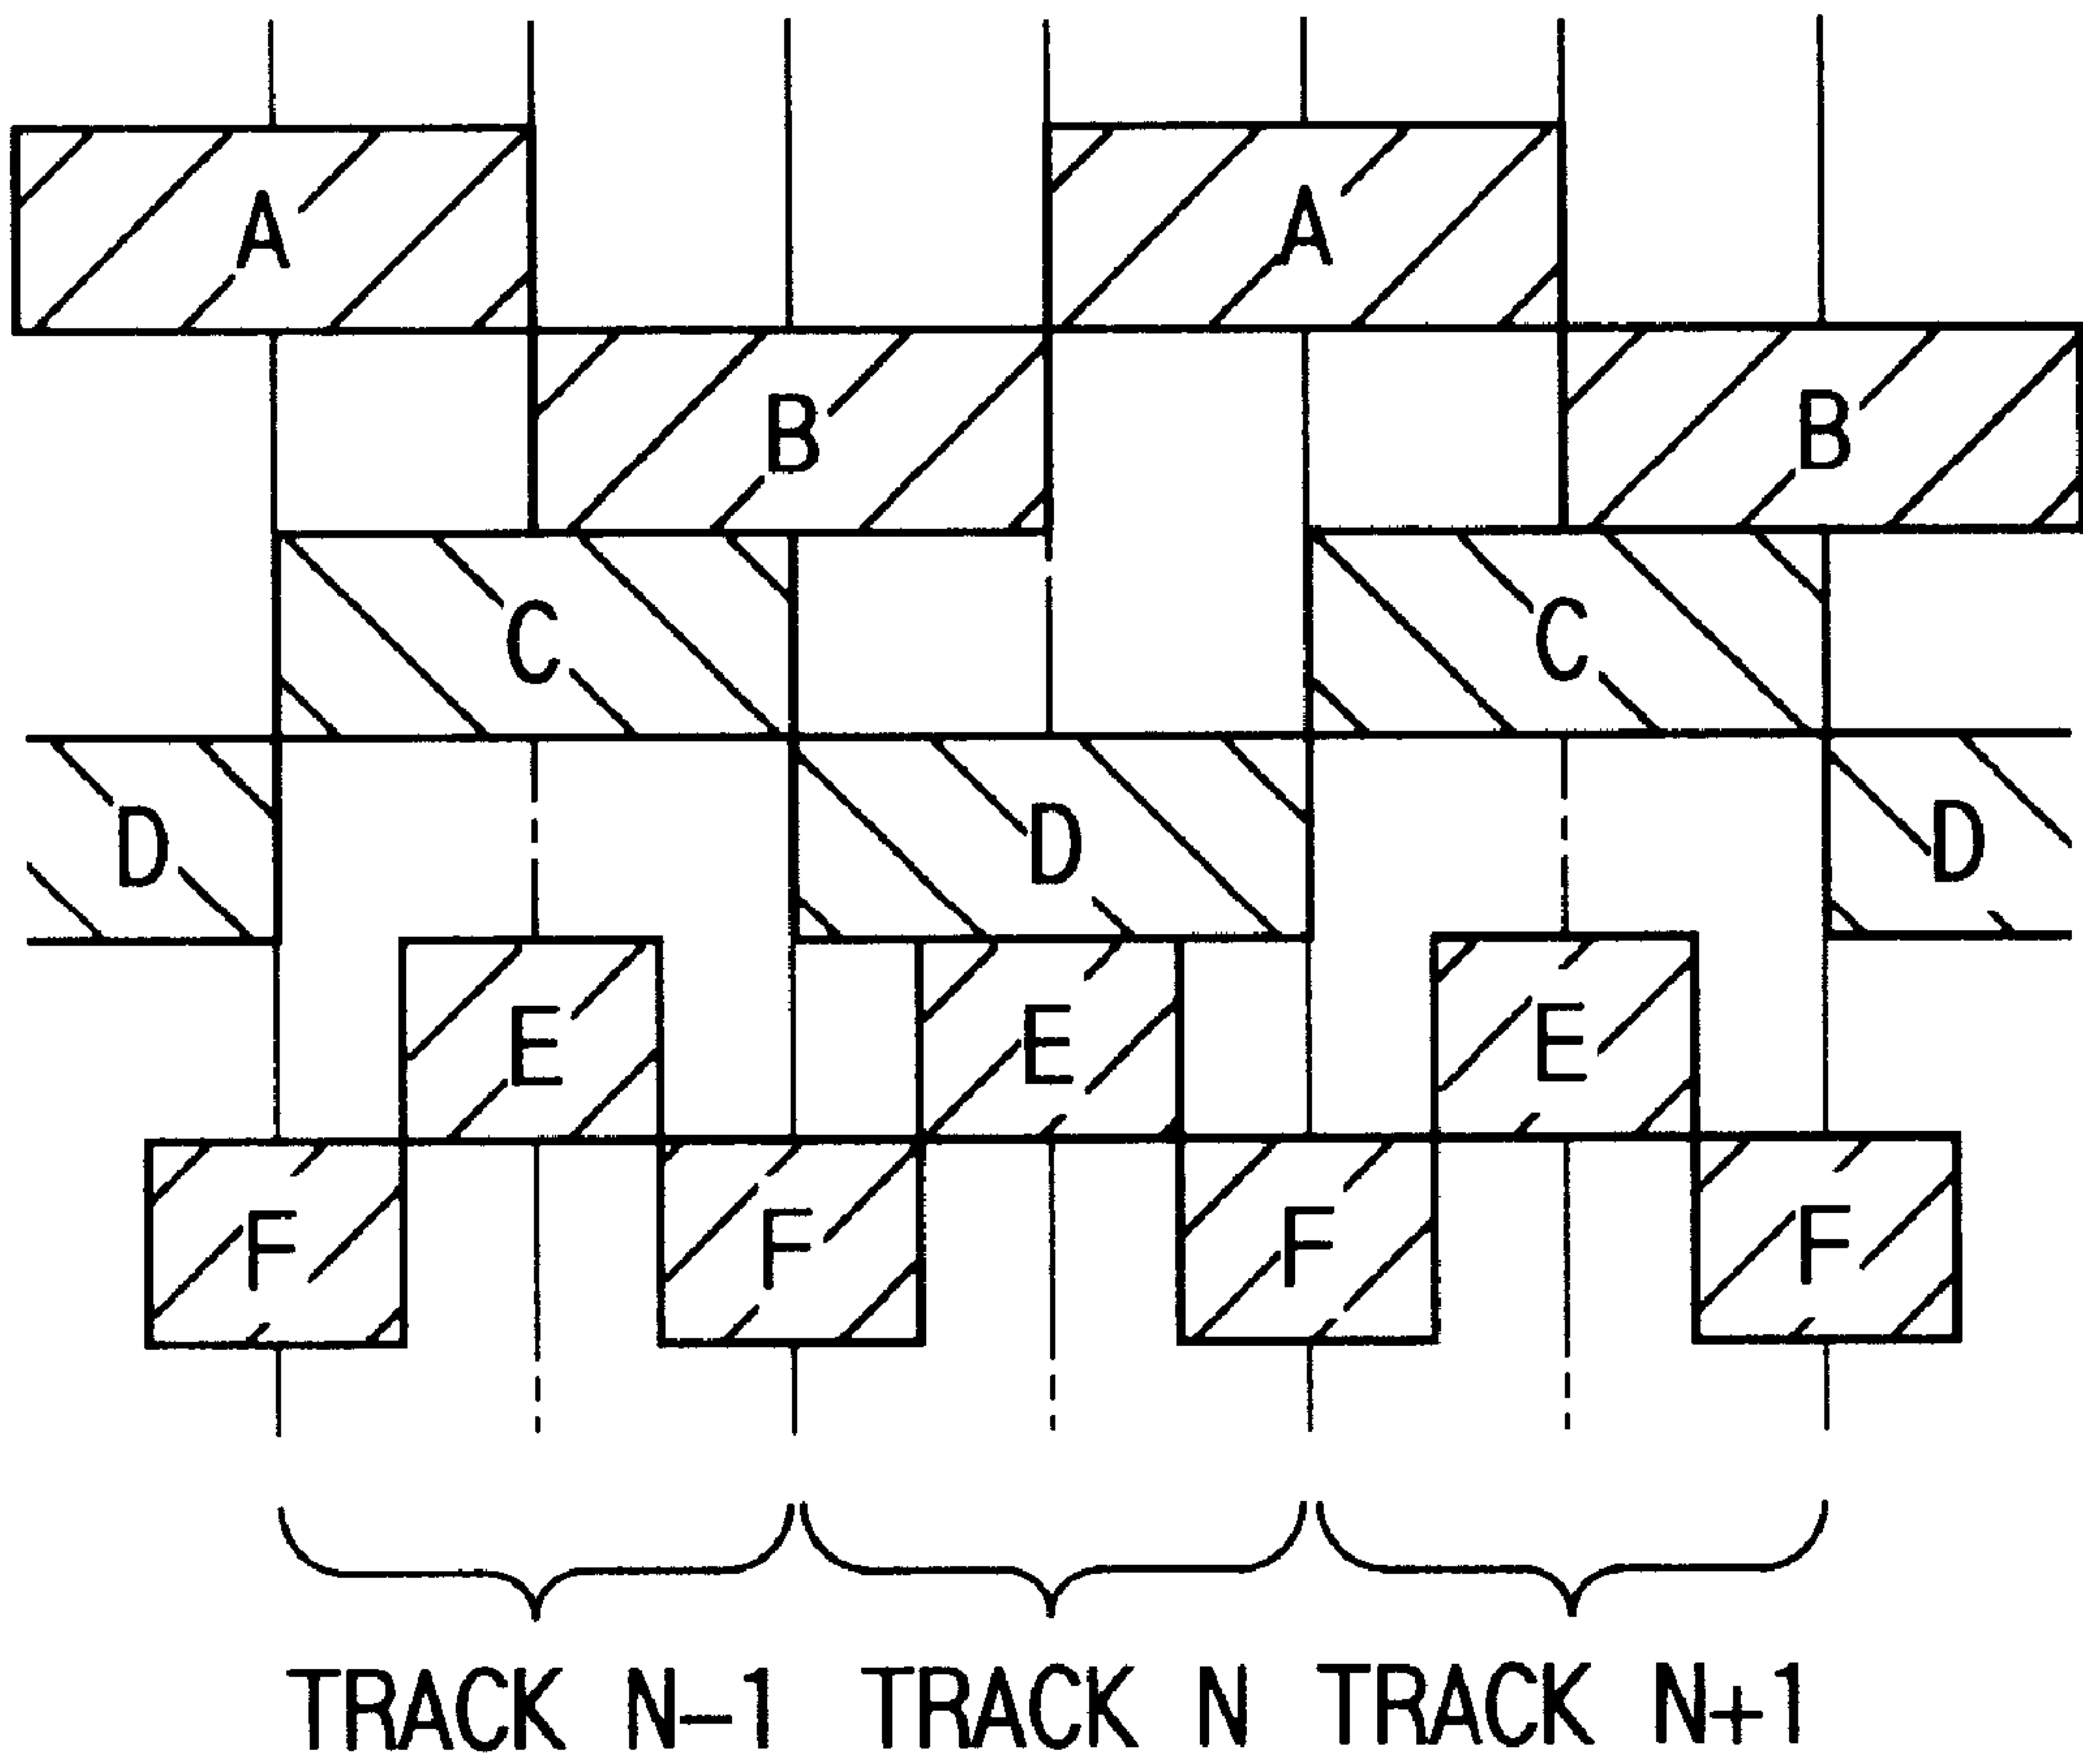 A A
B B
C C
D D D
E E E
F F F F
TRACK N-1 TRACK N TRACK N+1